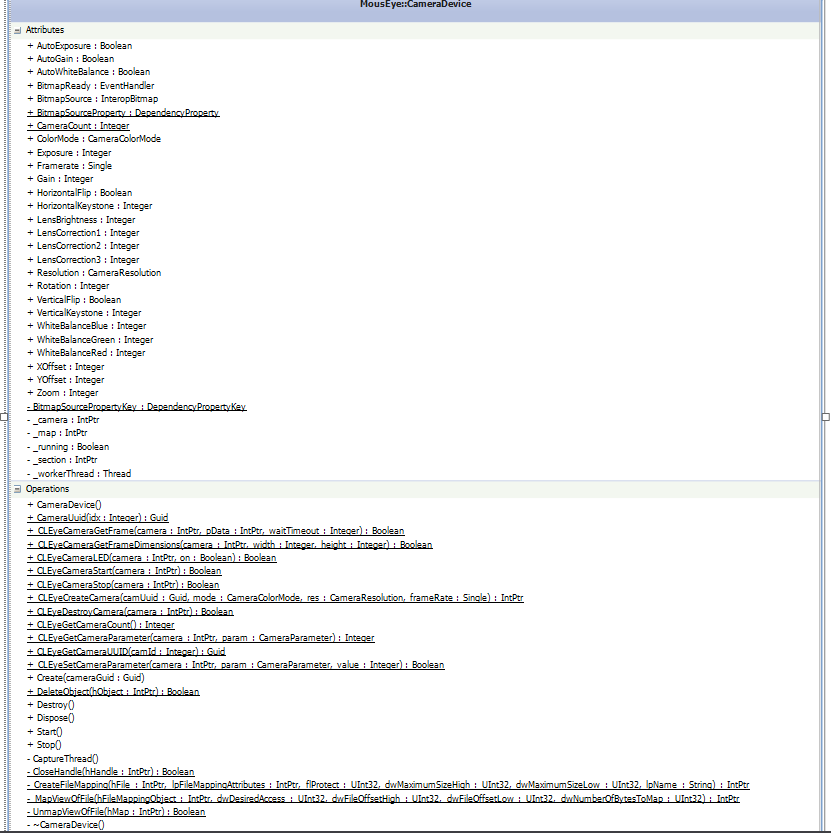 MousEye::CameraDevice
Attributes
+ AutoExposure : Boolean
+ AutoGain : Boolean
+ AutoWhiteBalance : Boolean
+ BitmapReady : EventHandler
+ BitmapSource : InteropBitmap
+ BitmapSourceProperty : DependencyProperty
+ CameraCount : Integer
+ ColorMode : CameraColorMode
+ Exposure : Integer
+ Framerate : Single
+ Gain : Integer
+ HorizontalFlip : Boolean
+ HorizontalKeystone : Integer
+ LensBrightness : Integer
+ LensCorrection1 : Integer
+ LensCorrection2 : Integer
+ LensCorrection3 : Integer
+ Resolution : CameraResolution
+ Rotation : Integer
+ VerticalFlip : Boolean
+ VerticalKeystone : Integer
+ WhiteBalanceBlue : Integer
+ WhiteBalanceGreen : Integer
+ WhiteBalanceRed : Integer
+ XOffset : Integer
+ YOffset : Integer
+ Zoom : Integer
- BitmapSourcePropertyKey : DependencyPropertyKey
- _camera : IntPtr
- _map : IntPtr
- _running : Boolean
- _section : IntPtr
- _workerThread : Thread
Operations
+ CameraDevice()
+ CameraUuid(idx : Integer) : Guid
+ CLEyeCameraGetFrame(camera : IntPtr, pData : IntPtr, waitTimeout : Integer) : Boolean
+ CLEyeCameraGetFrameDimensions(camera : IntPtr, width : Integer, height : Integer) : Boolean
+ CLEyeCameraLED(camera : IntPtr, on : Boolean) : Boolean
+ CLEyeCameraStart(camera : IntPtr) : Boolean
+ CLEyeCameraStop(camera : IntPtr) : Boolean
+ CLEyeCreateCamera(camUuid : Guid, mode : CameraColorMode, res : CameraResolution, frameRate : Single) : IntPtr
+ CLEyeDestroyCamera(camera : IntPtr) : Boolean
+ CLEyeGetCameraCount() : Integer
+ CLEyeGetCameraParameter(camera : IntPtr, param : CameraParameter) : Integer
+ CLEyeGetCameraUUID(camId : Integer) : Guid
+ CLEyeSetCameraParameter(camera : IntPtr, param : CameraParameter, value : Integer) : Boolean
+ Create(cameraGuid : Guid)
+ DeleteObject(hObject : IntPtr) : Boolean
+ Destroy()
+ Dispose()
+ Start()
+ Stop()
- CaptureThread()
- CloseHandle(hHandle : IntPtr) : Boolean
- CreateFileMapping(hFile : IntPtr, lpFileMappingAttributes : IntPtr, flProtect : UInt32, dwMaximumSizeHigh : UInt32, dwMaximumSizeLow : UInt32, lpName : String) : IntPtr
- MapViewOfFile(hFileMappingObject : IntPtr, dwDesiredAccess : UInt32, dwFileOffsetHigh : UInt32, dwFileOffsetLow : UInt32, dwNumberOfBytesToMap : UInt32) : IntPtr
- UnmapViewOfFile(hMap : IntPtr) : Boolean
- ~CameraDevice()